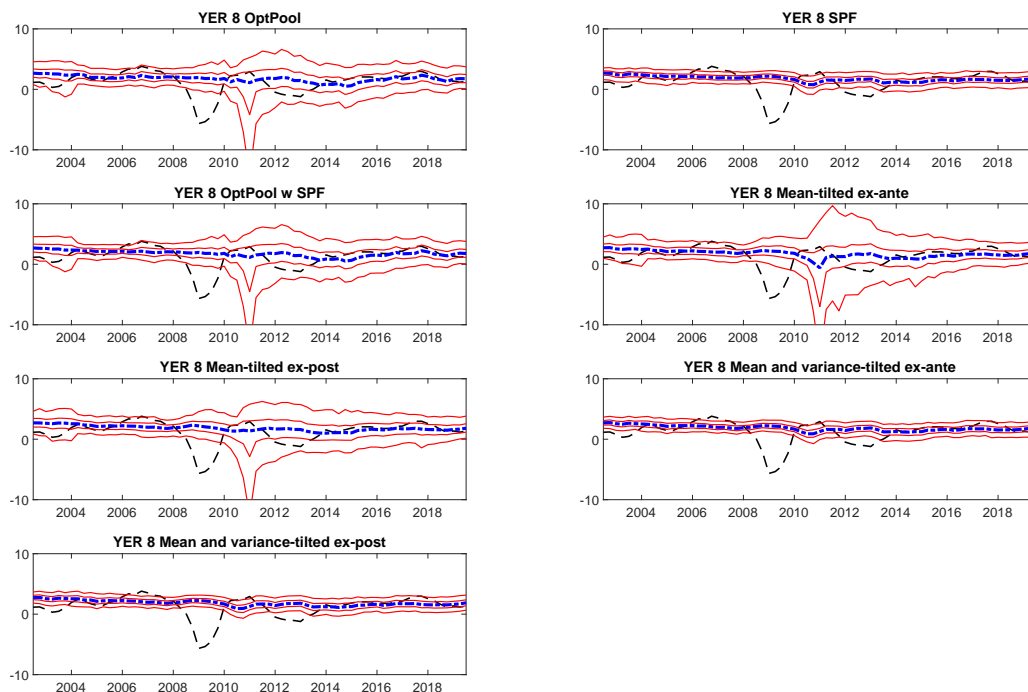 YER 8 OptPool
10
0
-10
2004 2006 2008 2010 2012 2014 2016 2018
YER 8 SPF
10
0
-10
2004 2006 2008 2010 2012 2014 2016 2018
YER 8 OptPool w SPF
10
0
-10
2004 2006 2008 2010 2012 2014 2016 2018
YER 8 Mean-tilted ex-ante
10
0
-10
2004 2006 2008 2010 2012 2014 2016 2018
YER 8 Mean-tilted ex-post
10
0
-10
2004 2006 2008 2010 2012 2014 2016 2018
YER 8 Mean and variance-tilted ex-ante
10
0
-10
2004 2006 2008 2010 2012 2014 2016 2018
YER 8 Mean and variance-tilted ex-post
10
0
-10
2004 2006 2008 2010 2012 2014 2016 2018